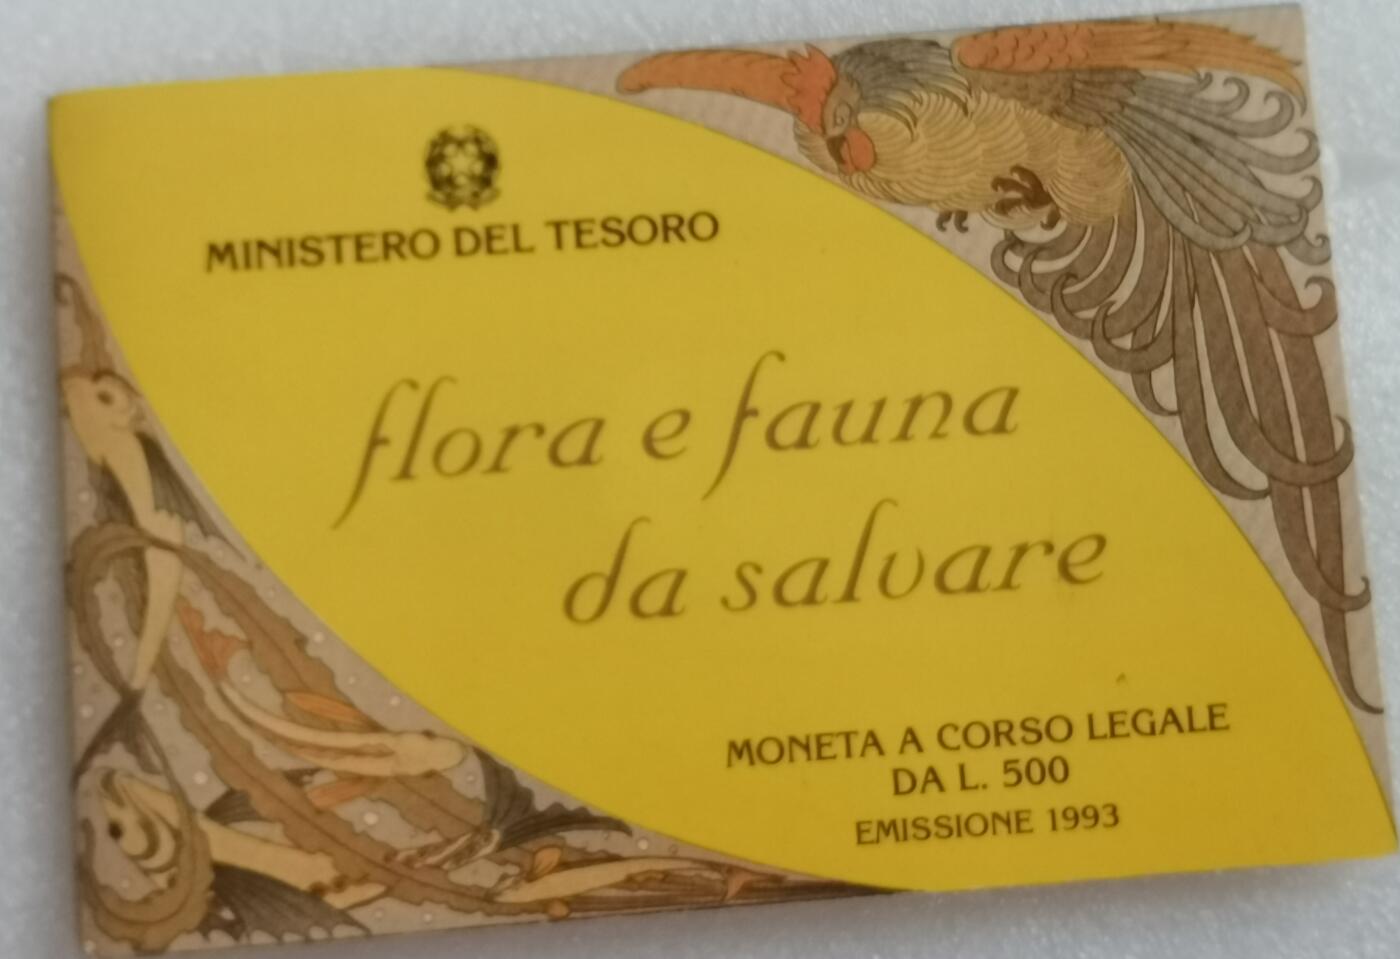 MINISTERO DEL TESORO
flora e fauna
da salvare
MONETA A CORSO LEGALE
DA L. 500
EMISSIONE 1993